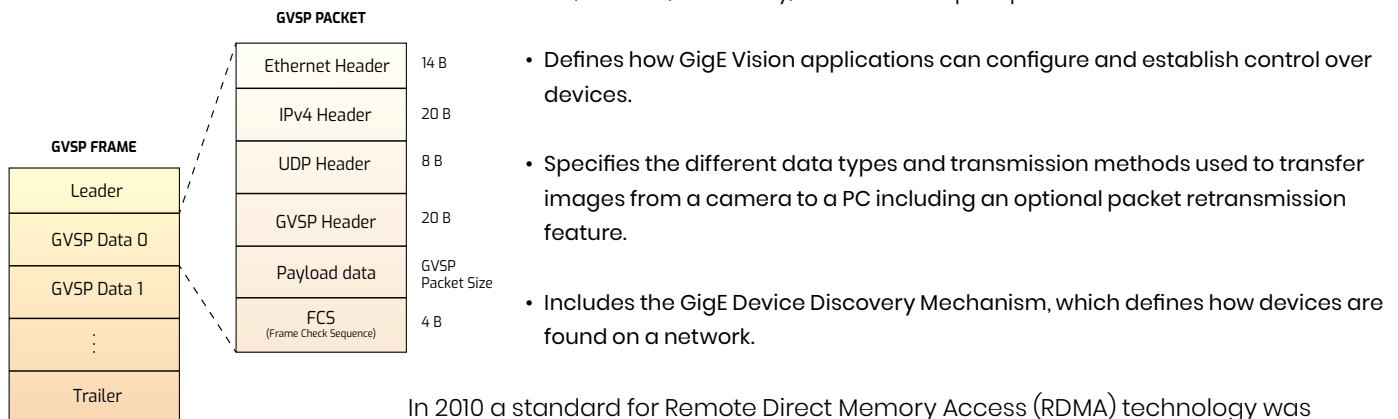 GVSP PACKET
Ethernet Header
14 B
IPv4 Header
20 B
UDP Header
8 B
GVSP Header
20 B
Payload data
GVSP
Packet Size
FCS
(Frame Check Sequence)
4 B
GVSP FRAME
Leader
GVSP Data 0
GVSP Data 1
⋮
Trailer
• Defines how GigE Vision applications can configure and establish control over
devices.
• Specifies the different data types and transmission methods used to transfer
images from a camera to a PC including an optional packet retransmission
feature.
• Includes the GigE Device Discovery Mechanism, which defines how devices are
found on a network.
In 2010 a standard for Remote Direct Memory Access (RDMA) technology was